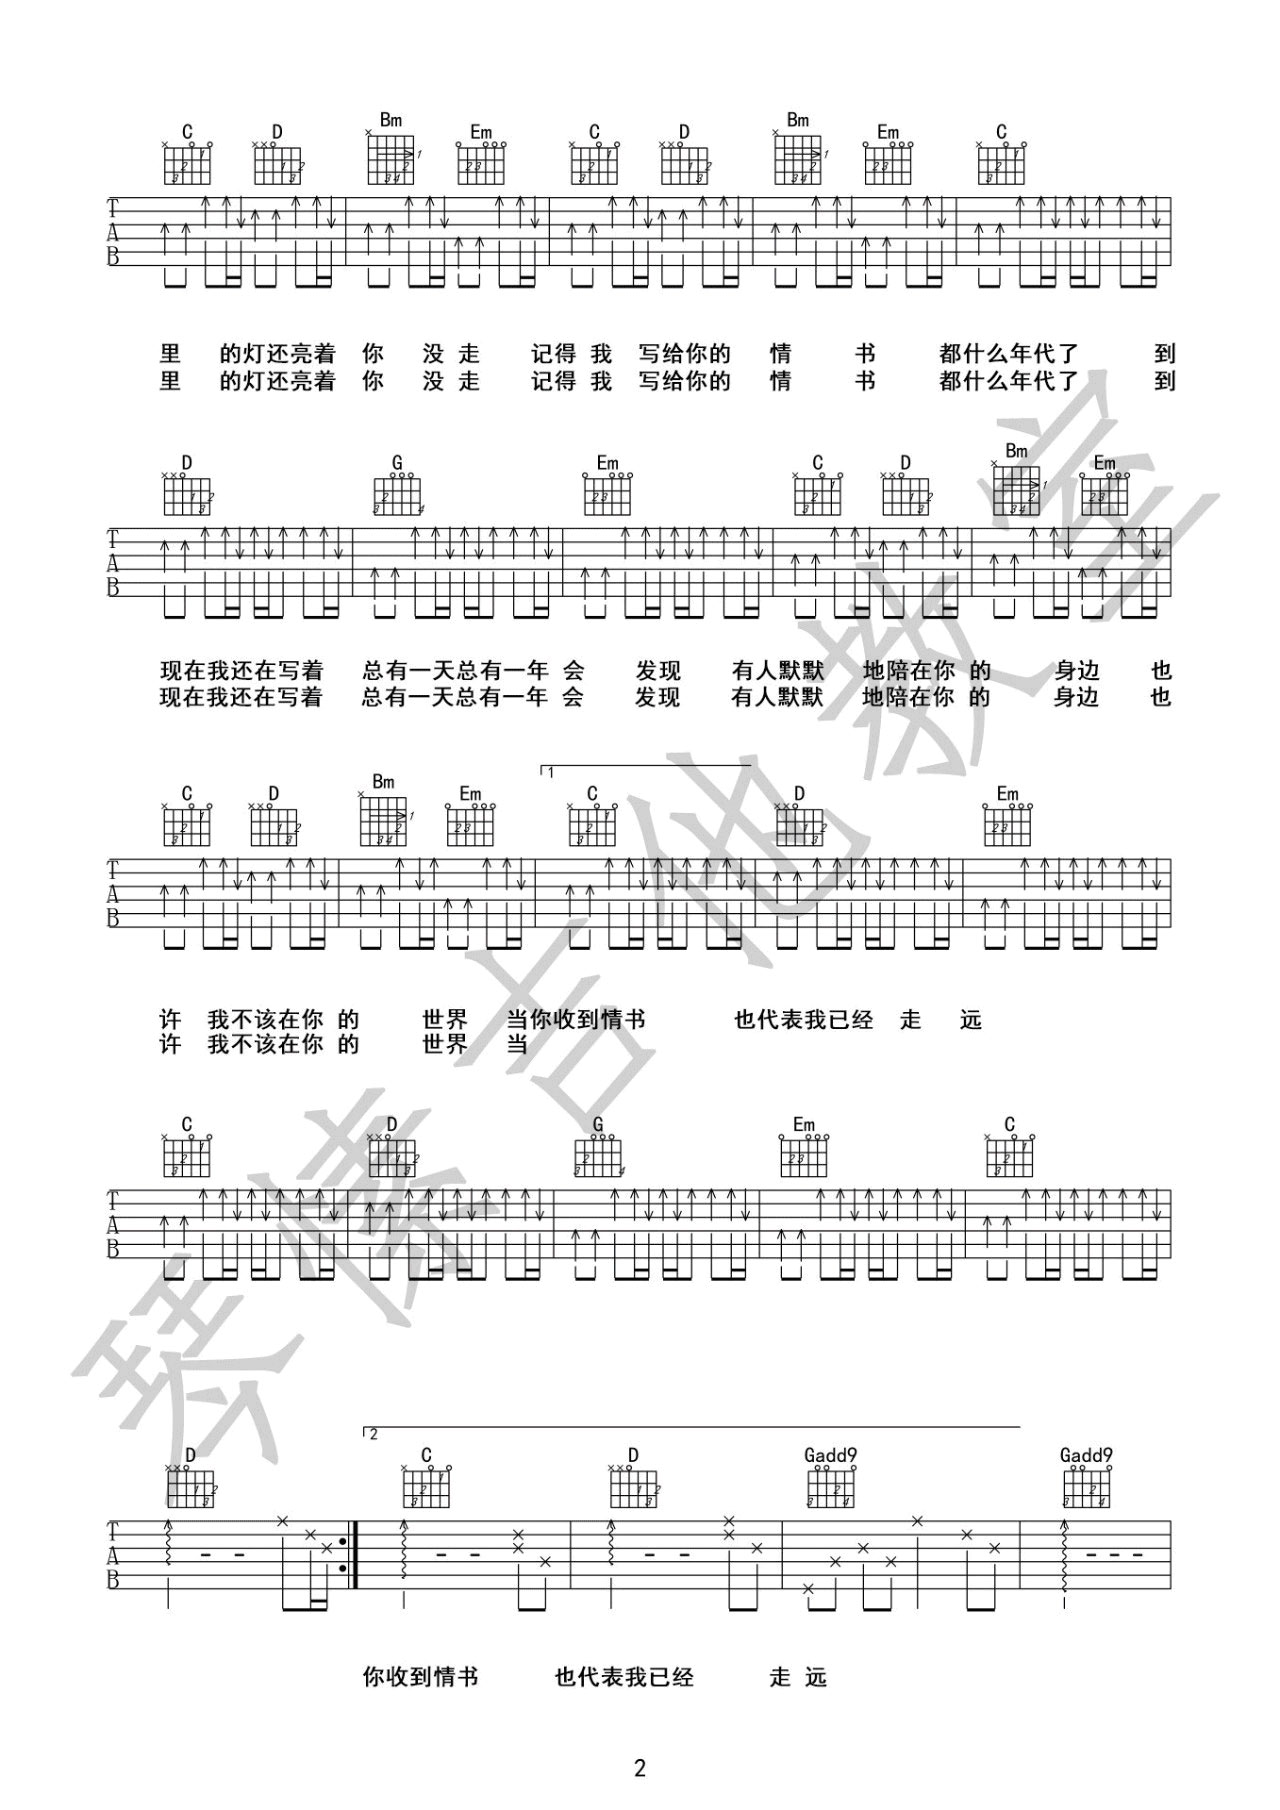 C D Bm Em C D Bm Em C
里 的灯还亮着 你 没 走 记得 我 写给你的 情 书 都什么年代了 到
里 的灯还亮着 你 没 走 记得 我 写给你的 情 书 都什么年代了 到
D G Em C D Bm Em
现在我还在写着 总有一天总有一年 会 发现 有人默默 地陪在你 的 身边 也
现在我还在写着 总有一天总有一年 会 发现 有人默默 地陪在你 的 身边 也
1
C D Bm Em C D Em
许 我不该在你 的 世界 当你收到情书 也代表我已经 走 远
许 我不该在你 的 世界 当
C D G Em C
2
D C D Gadd9 Gadd9
你收到情书 也代表我已经 走 远
琴傣吉他教室
2